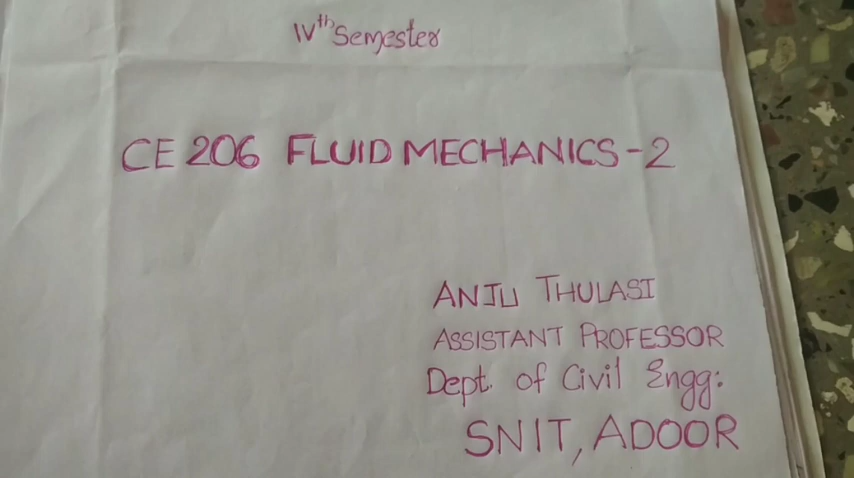 IVth Semester
CE 206 FLUID MECHANICS-2
ANJU THULASI
ASSISTANT PROFESSOR
Dept. of Civil Engg:
SNIT, ADOOR